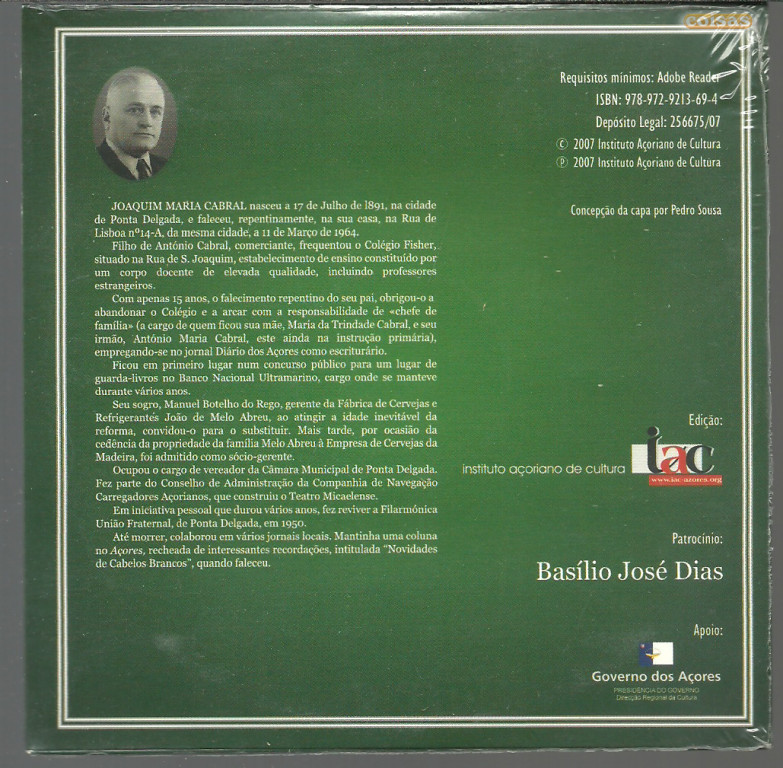 coisas
Requisitos mínimos: Adobe Reader
ISBN: 978-972-9213-69-4
Depósito Legal: 256675/07
© 2007 Instituto Açoriano de Cultura
℗ 2007 Instituto Açoriano de Cultura
Concepção da capa por Pedro Sousa
JOAQUIM MARIA CABRAL nasceu a 17 de Julho de 1891, na cidade
de Ponta Delgada, e faleceu, repentinamente, na sua casa, na Rua de
Lisboa nº14-A, da mesma cidade, a 11 de Março de 1964.
Filho de António Cabral, comerciante, frequentou o Colégio Fisher,
situado na Rua de S. Joaquim, estabelecimento de ensino constituído por
um corpo docente de elevada qualidade, incluindo professores
estrangeiros.
Com apenas 15 anos, o falecimento repentino do seu pai, obrigou-o a
abandonar o Colégio e a arcar com a responsabilidade de «chefe de
família» (a cargo de quem ficou sua mãe, Maria da Trindade Cabral, e seu
irmão, António Maria Cabral, este ainda na instrução primária),
empregando-se no jornal Diário dos Açores como escriturário.
Ficou em primeiro lugar num concurso público para um lugar de
guarda-livros no Banco Nacional Ultramarino, cargo onde se manteve
durante vários anos.
Seu sogro, Manuel Botelho do Rego, gerente da Fábrica de Cervejas e
Refrigerantes João de Melo Abreu, ao atingir a idade inevitável da
reforma, convidou-o para o substituir. Mais tarde, por ocasião da
cedência da propriedade da família Melo Abreu à Empresa de Cervejas da
Madeira, foi admitido como sócio-gerente.
Ocupou o cargo de vereador da Câmara Municipal de Ponta Delgada.
Fez parte do Conselho de Administração da Companhia de Navegação
Carregadores Açorianos, que construiu o Teatro Micaelense.
Em iniciativa pessoal que durou vários anos, fez reviver a Filarmónica
União Fraternal, de Ponta Delgada, em 1950.
Até morrer, colaborou em vários jornais locais. Mantinha uma coluna
no Açores, recheada de interessantes recordações, intitulada "Novidades
de Cabelos Brancos", quando faleceu.
Edição:
instituto açoriano de cultura iac
www.iac-azores.org
Patrocínio:
Basílio José Dias
Apoio:
Governo dos Açores
PRESIDÊNCIA DO GOVERNO
Direcção Regional da Cultura